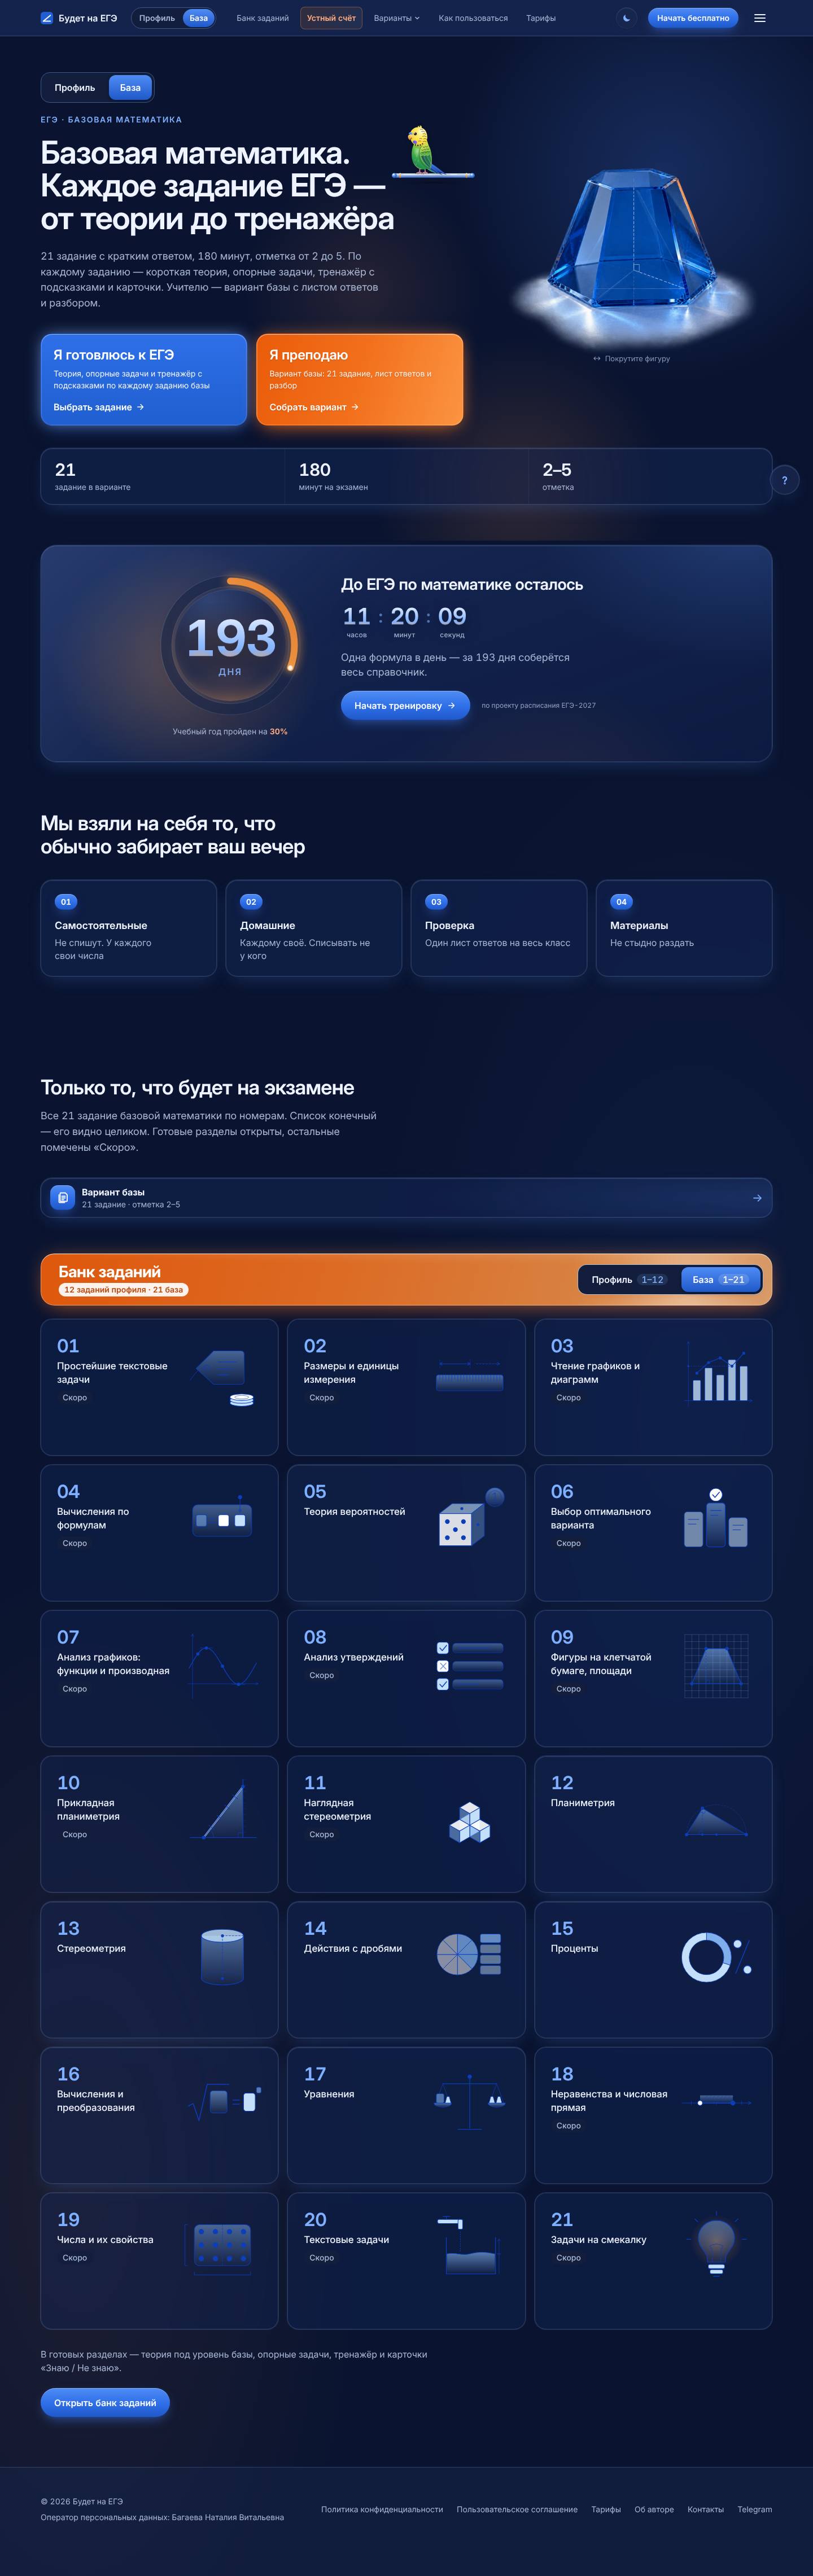 Будет на ЕГЭ
Профиль База
Банк заданий
Устный счёт
Варианты
Как пользоваться
Тарифы
Начать бесплатно
Профиль База
ЕГЭ · БАЗОВАЯ МАТЕМАТИКА
Базовая математика.
Каждое задание ЕГЭ —
от теории до тренажёра
21 задание с кратким ответом, 180 минут, отметка от 2 до 5. По
каждому заданию — короткая теория, опорные задачи, тренажёр с
подсказками и карточки. Учителю — вариант базы с листом ответов
и разбором.
Я готовлюсь к ЕГЭ
Теория, опорные задачи и тренажёр с
подсказками по каждому заданию базы
Выбрать задание →
Я преподаю
Вариант базы: 21 задание, лист ответов и
разбор
Собрать вариант →
↔ Покрутите фигуру
21
задание в варианте
180
минут на экзамен
2–5
отметка
?
193
ДНЯ
Учебный год пройден на 30%
До ЕГЭ по математике осталось
11 : 20 : 09
часов минут секунд
Одна формула в день — за 193 дня соберётся
весь справочник.
Начать тренировку →
по проекту расписания ЕГЭ-2027
Мы взяли на себя то, что
обычно забирает ваш вечер
01
Самостоятельные
Не спишут. У каждого
свои числа
02
Домашние
Каждому своё. Списывать не
у кого
03
Проверка
Один лист ответов на весь класс
04
Материалы
Не стыдно раздать
Только то, что будет на экзамене
Все 21 задание базовой математики по номерам. Список конечный
— его видно целиком. Готовые разделы открыты, остальные
помечены «Скоро».
Вариант базы
21 задание · отметка 2–5
→
Банк заданий
12 заданий профиля · 21 база
Профиль 1–12
База 1–21
01
Простейшие текстовые
задачи
Скоро
02
Размеры и единицы
измерения
Скоро
03
Чтение графиков и
диаграмм
Скоро
04
Вычисления по
формулам
Скоро
05
Теория вероятностей
06
Выбор оптимального
варианта
Скоро
07
Анализ графиков:
функции и производная
Скоро
08
Анализ утверждений
Скоро
09
Фигуры на клетчатой
бумаге, площади
Скоро
10
Прикладная
планиметрия
Скоро
11
Наглядная
стереометрия
Скоро
12
Планиметрия
13
Стереометрия
14
Действия с дробями
15
Проценты
16
Вычисления и
преобразования
17
Уравнения
18
Неравенства и числовая
прямая
Скоро
19
Числа и их свойства
Скоро
20
Текстовые задачи
Скоро
21
Задачи на смекалку
Скоро
В готовых разделах — теория под уровень базы, опорные задачи, тренажёр и карточки
«Знаю / Не знаю».
Открыть банк заданий
© 2026 Будет на ЕГЭ
Оператор персональных данных: Багаева Наталия Витальевна
Политика конфиденциальности
Пользовательское соглашение
Тарифы
Об авторе
Контакты
Telegram